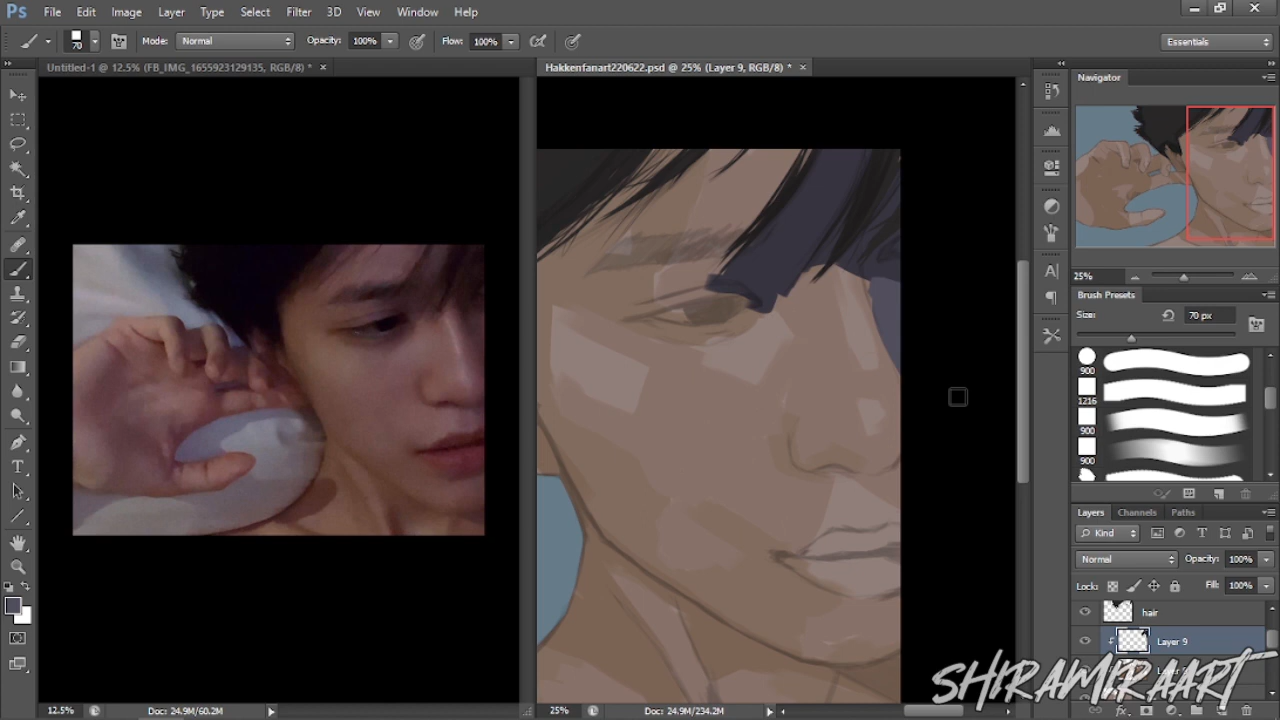 Ps File Edit Image Layer Type Select Filter 3D View Window Help
70 Mode: Normal Opacity: 100% Flow: 100% Essentials
Untitled-1 @ 12.5% (FB_IMG_1655923129135, RGB/8) * ×
Hakkenfanart220622.psd @ 25% (Layer 9, RGB/8) * ×
Navigator
25%
Brush Presets
Size: 70 px
900
1216
900
900
Layers Channels Paths
Kind
Normal Opacity: 100%
Lock: Fill: 100%
hair
Layer 9
SHIRAMIRAART
12.5% Doc: 24.9M/60.2M
25% Doc: 24.9M/234.2M